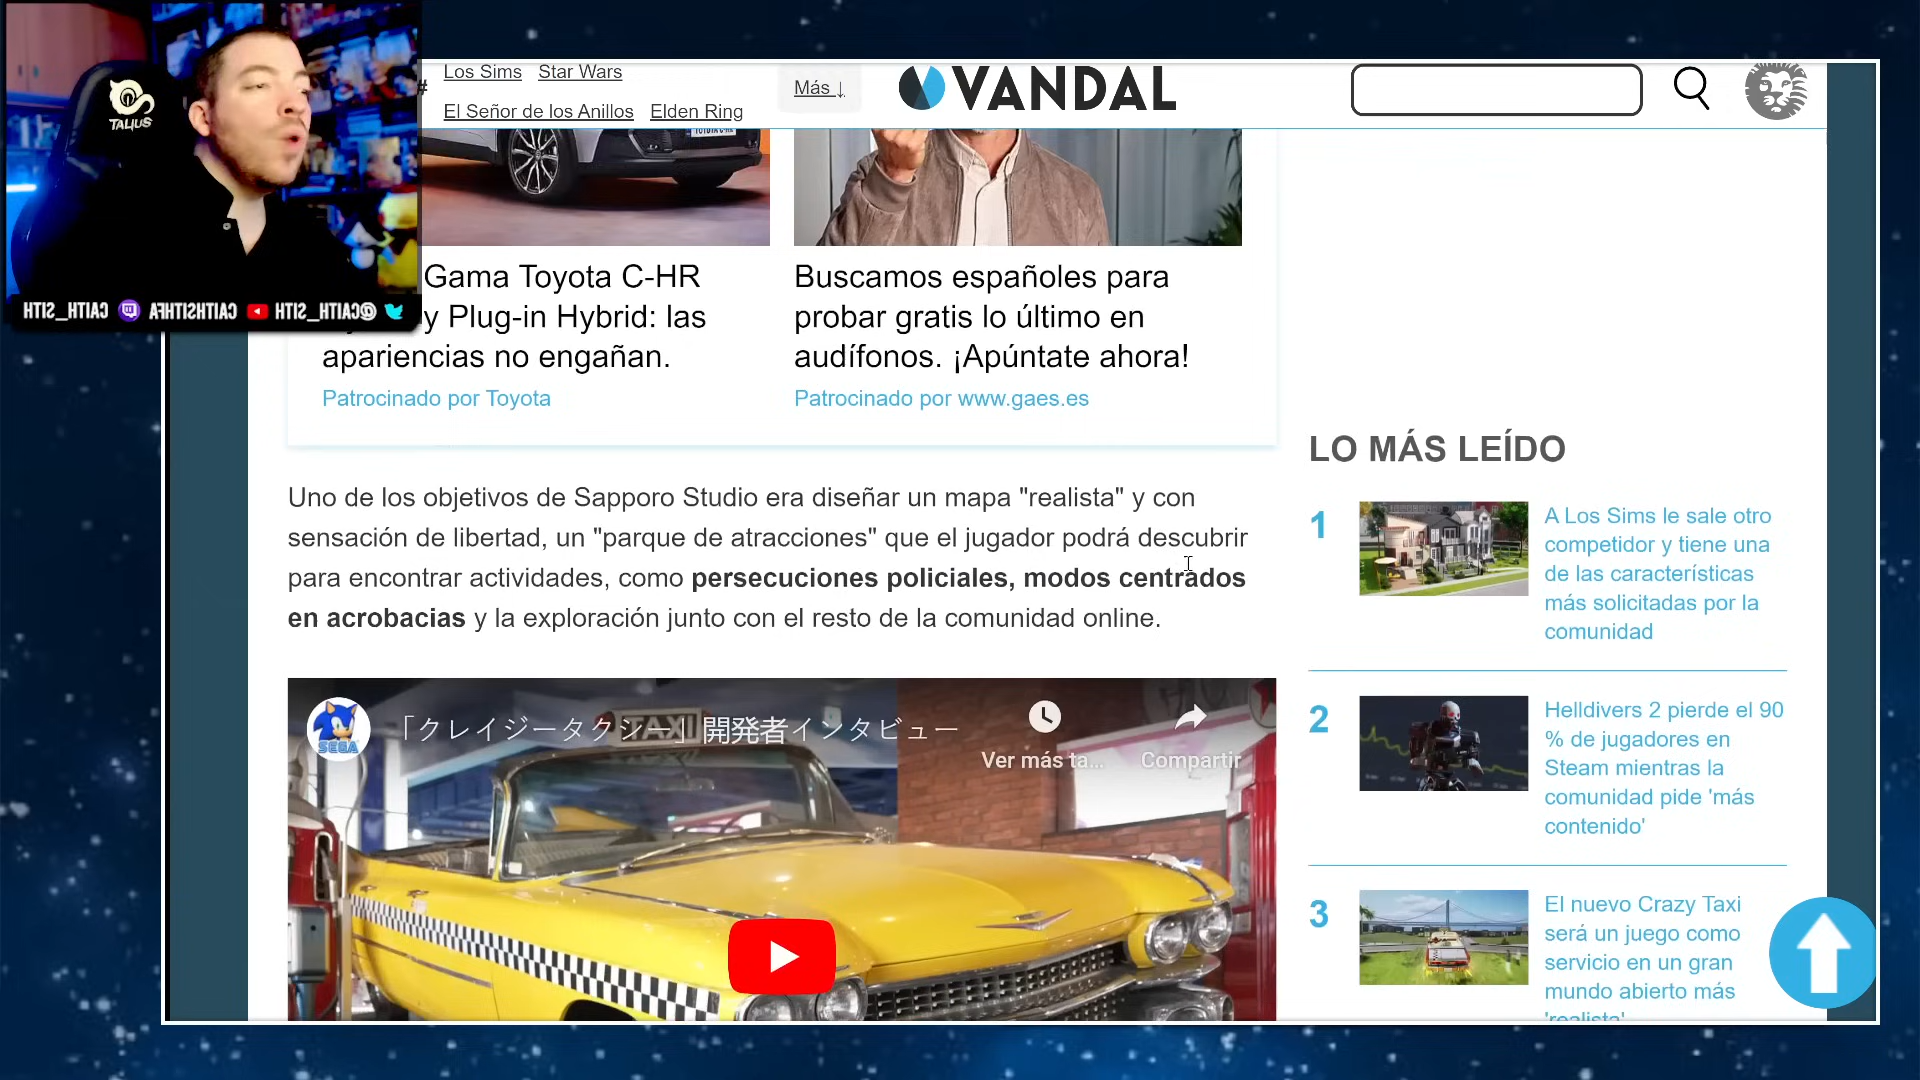 Los Sims Star Wars
El Señor de los Anillos Elden Ring
Más ↓
VANDAL
TALIUS
CAITH_SITH CAITHSITHFA @CAITH_SITH
Gama Toyota C-HR
y Plug-in Hybrid: las
apariencias no engañan.
Patrocinado por Toyota
Buscamos españoles para
probar gratis lo último en
audífonos. ¡Apúntate ahora!
Patrocinado por www.gaes.es
Uno de los objetivos de Sapporo Studio era diseñar un mapa "realista" y con
sensación de libertad, un "parque de atracciones" que el jugador podrá descubrir
para encontrar actividades, como persecuciones policiales, modos centrados
en acrobacias y la exploración junto con el resto de la comunidad online.
SEGA
「クレイジータクシー」開発者インタビュー
TAXI
Ver más ta...
Compartir
LO MÁS LEÍDO
1
A Los Sims le sale otro
competidor y tiene una
de las características
más solicitadas por la
comunidad
2
Helldivers 2 pierde el 90
% de jugadores en
Steam mientras la
comunidad pide 'más
contenido'
3
El nuevo Crazy Taxi
será un juego como
servicio en un gran
mundo abierto más
'realista'